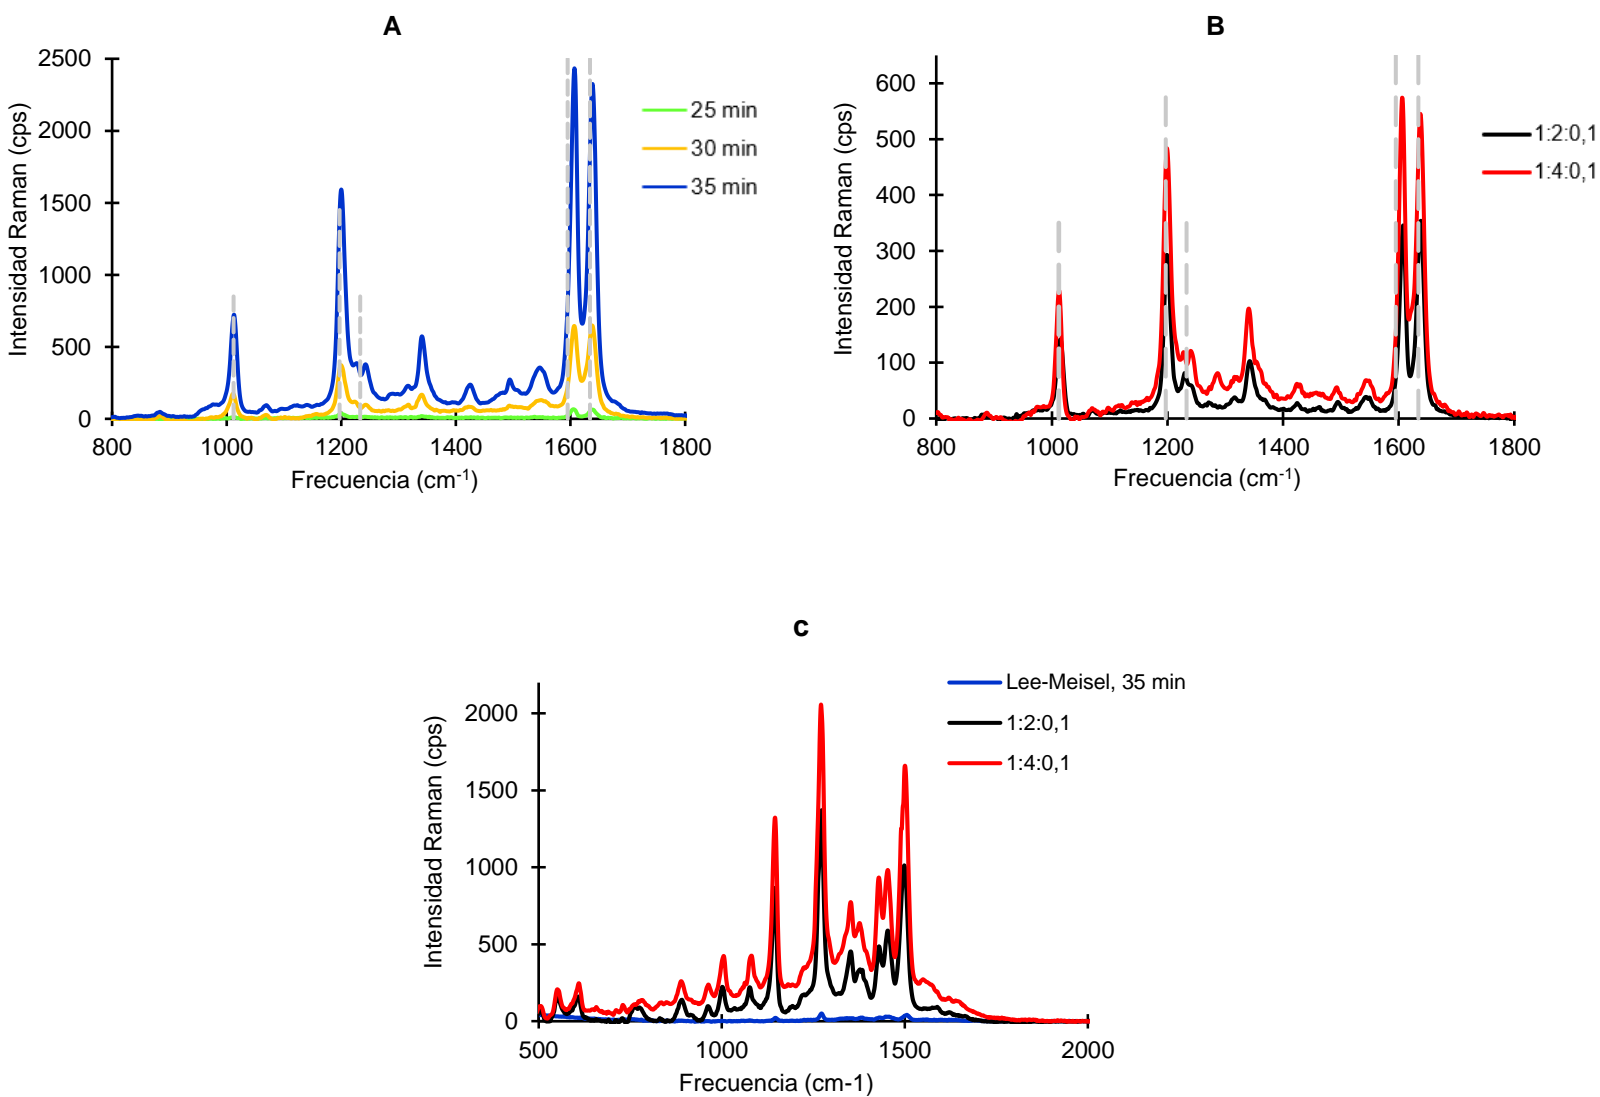 A
Intensidad Raman (cps)
2500
2000
1500
1000
500
0
800
1000
1200
1400
1600
1800
Frecuencia (cm-1)
25 min
30 min
35 min
B
Intensidad Raman (cps)
600
500
400
300
200
100
0
800
1000
1200
1400
1600
1800
Frecuencia (cm-1)
1:2:0,1
1:4:0,1
c
Intensidad Raman (cps)
2000
1500
1000
500
0
500
1000
1500
2000
Frecuencia (cm-1)
Lee-Meisel, 35 min
1:2:0,1
1:4:0,1